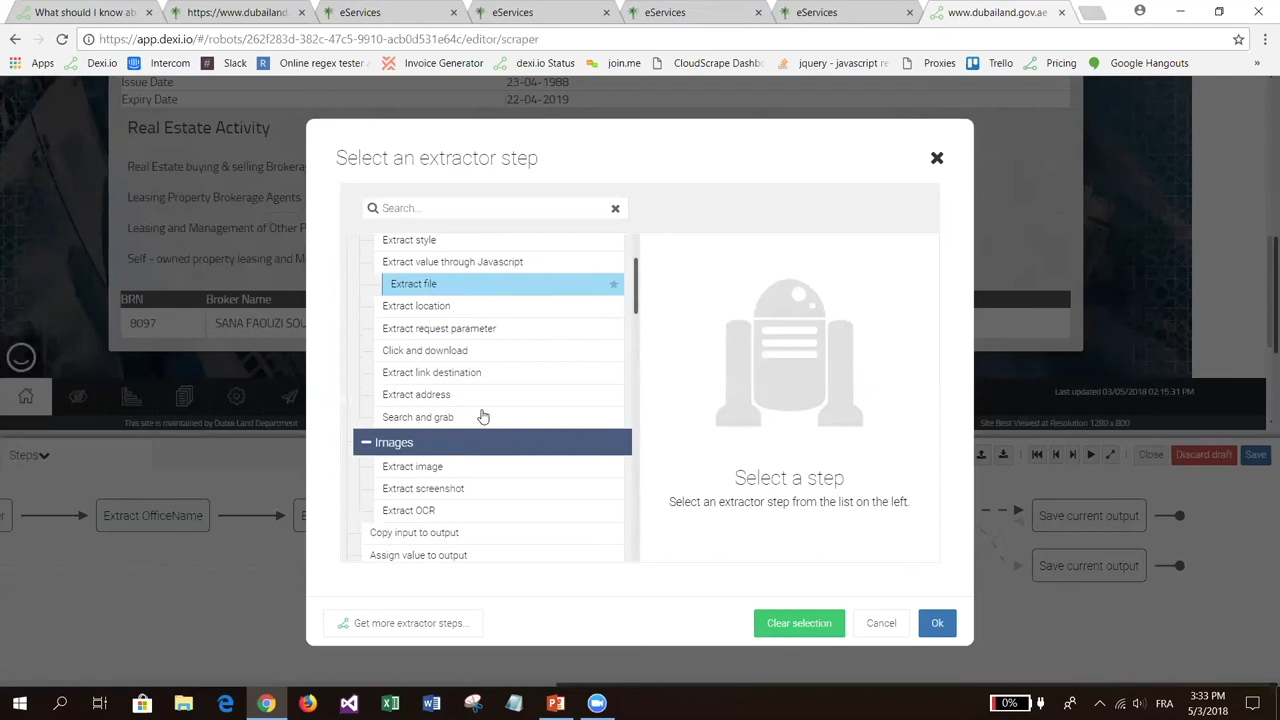 What should I know ab
https://www.dubailand.
eServices
eServices
eServices
eServices
www.dubailand.gov.ae
https://app.dexi.io/#/robots/262f283d-382c-47c5-9910-acb0d531e64c/editor/scraper
Apps
Dexi.io
Intercom
Slack
Online regex tester
Invoice Generator
dexi.io Status
join.me
CloudScrape Dashb
jquery - javascript re
Proxies
Trello
Pricing
Google Hangouts
Issue Date
23-04-1988
Expiry Date
22-04-2019
Real Estate Activity
Real Estate buying & selling Brokerag
Leasing Property Brokerage Agents
Leasing and Management of Other P
Self - owned property leasing and M
BRN
Broker Name
8097
SANA FAOUZI SOU
Last updated 03/05/2018 02:15:31 PM
This site is maintained by Dubai Land Department
Site Best Viewed at Resolution 1280 x 800
Select an extractor step
Search...
Extract style
Extract value through Javascript
Extract file
Extract location
Extract request parameter
Click and download
Extract link destination
Extract address
Search and grab
Images
Extract image
Extract screenshot
Extract OCR
Copy input to output
Assign value to output
Select a step
Select an extractor step from the list on the left.
Get more extractor steps...
Clear selection
Cancel
Ok
Steps
Close
Discard draft
Save
Extract OfficeName
Save current output
Save current output
0%
FRA
3:33 PM
5/3/2018